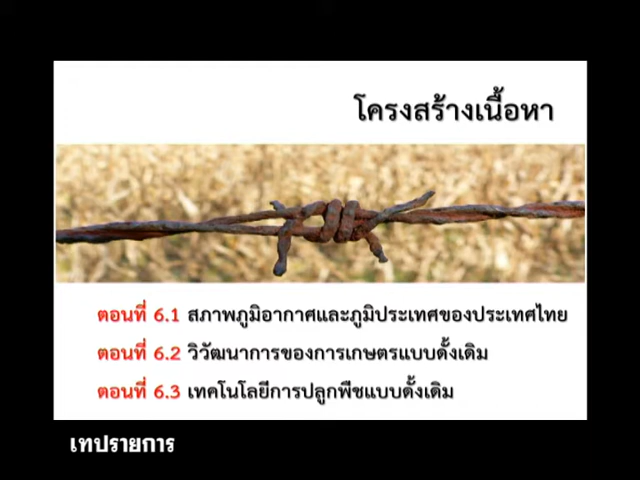 โครงสร้างเนื้อหา
ตอนที่ 6.1 สภาพภูมิอากาศและภูมิประเทศของประเทศไทย
ตอนที่ 6.2 วิวัฒนาการของการเกษตรแบบดั้งเดิม
ตอนที่ 6.3 เทคโนโลยีการปลูกพืชแบบดั้งเดิม
เทปรายการ